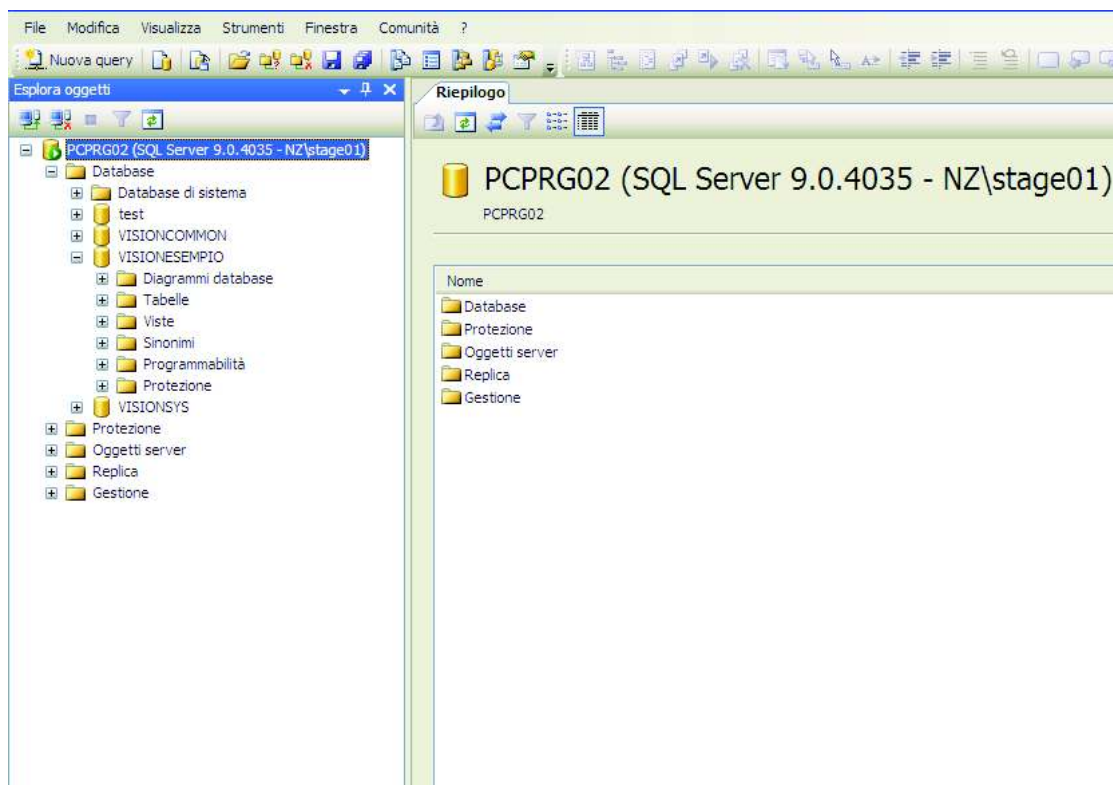 File Modifica Visualizza Strumenti Finestra Comunità ?
Nuova query
Esplora oggetti
PCPRG02 (SQL Server 9.0.4035 - NZ\stage01)
Database
Database di sistema
test
VISIONCOMMON
VISIONESEMPIO
Diagrammi database
Tabelle
Viste
Sinonimi
Programmabilità
Protezione
VISIONSYS
Protezione
Oggetti server
Replica
Gestione
Riepilogo
PCPRG02 (SQL Server 9.0.4035 - NZ\stage01)
PCPRG02
Nome
Database
Protezione
Oggetti server
Replica
Gestione